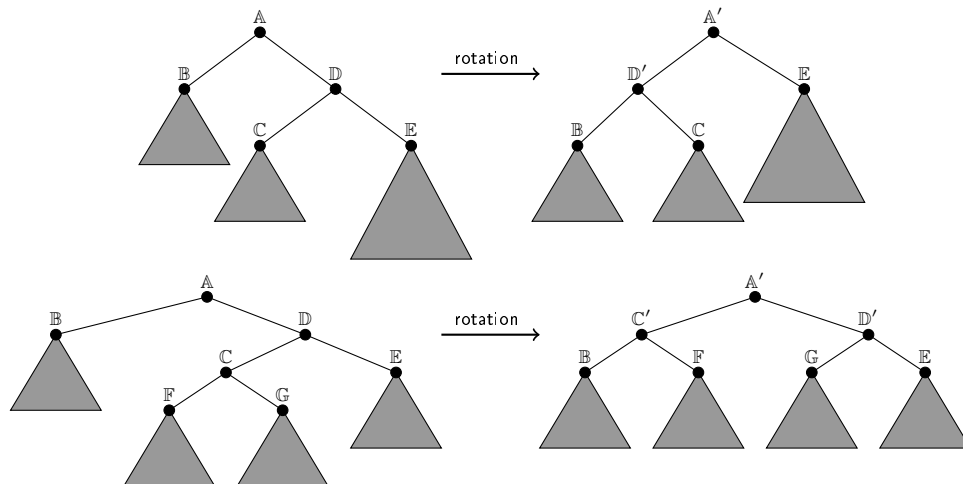 𝔸 𝔸′
rotation
𝔹 𝔻 𝔻′ 𝔼
ℂ 𝔼 𝔹 ℂ
𝔸 𝔸′
𝔹 𝔻 rotation ℂ′ 𝔻′
ℂ 𝔼 𝔹 𝔽 𝔾 𝔼
𝔽 𝔾